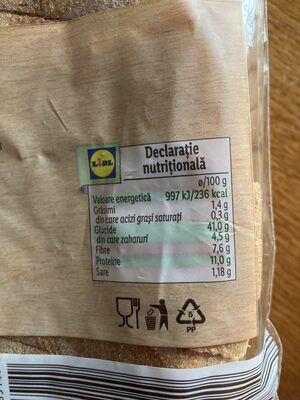 LIDL
Declarație
nutrițională
ø/100 g
Valoare energetică 997 kJ/236 kcal
Grăsimi 1,4 g
din care acizi grași saturați 0,3 g
Glucide 41,0 g
din care zaharuri 4,5 g
Fibre 7,6 g
Proteine 11,0 g
Sare 1,18 g
5
PP